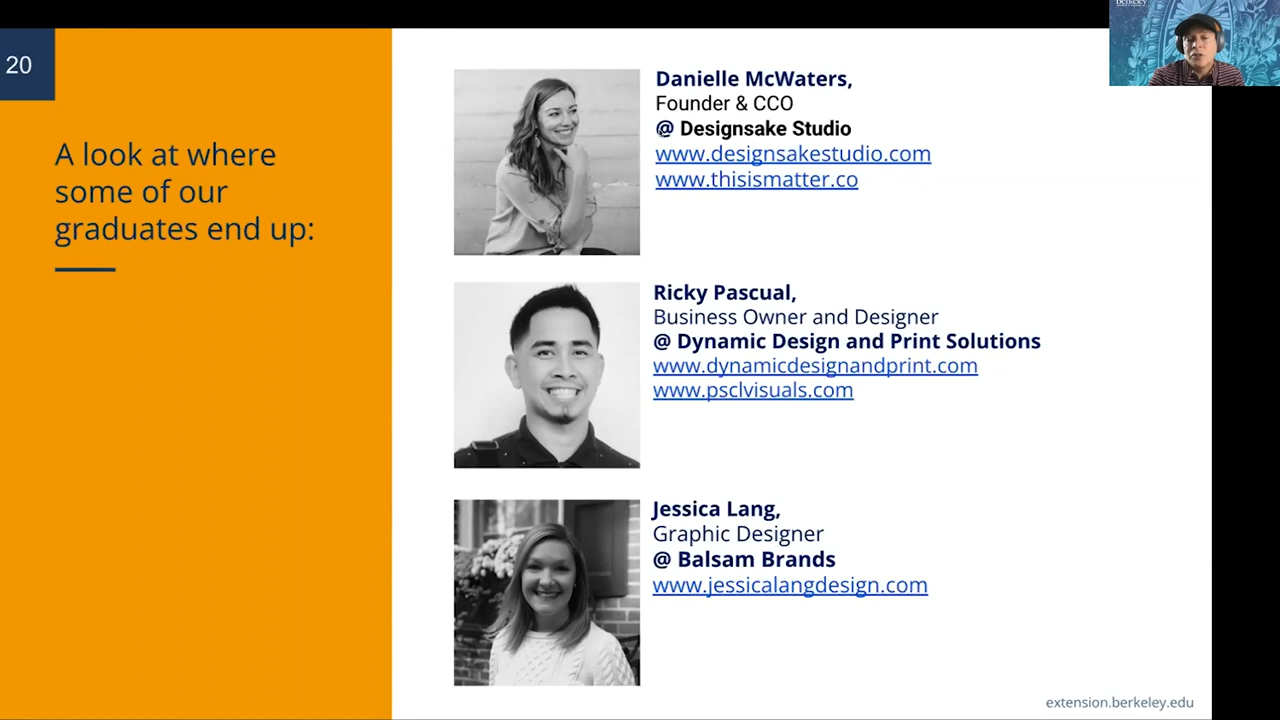 20
A look at where
some of our
graduates end up:
Danielle McWaters,
Founder & CCO
@ Designsake Studio
www.designsakestudio.com
www.thisismatter.co
Ricky Pascual,
Business Owner and Designer
@ Dynamic Design and Print Solutions
www.dynamicdesignandprint.com
www.psclvisuals.com
Jessica Lang,
Graphic Designer
@ Balsam Brands
www.jessicalangdesign.com
extension.berkeley.edu
Berkeley